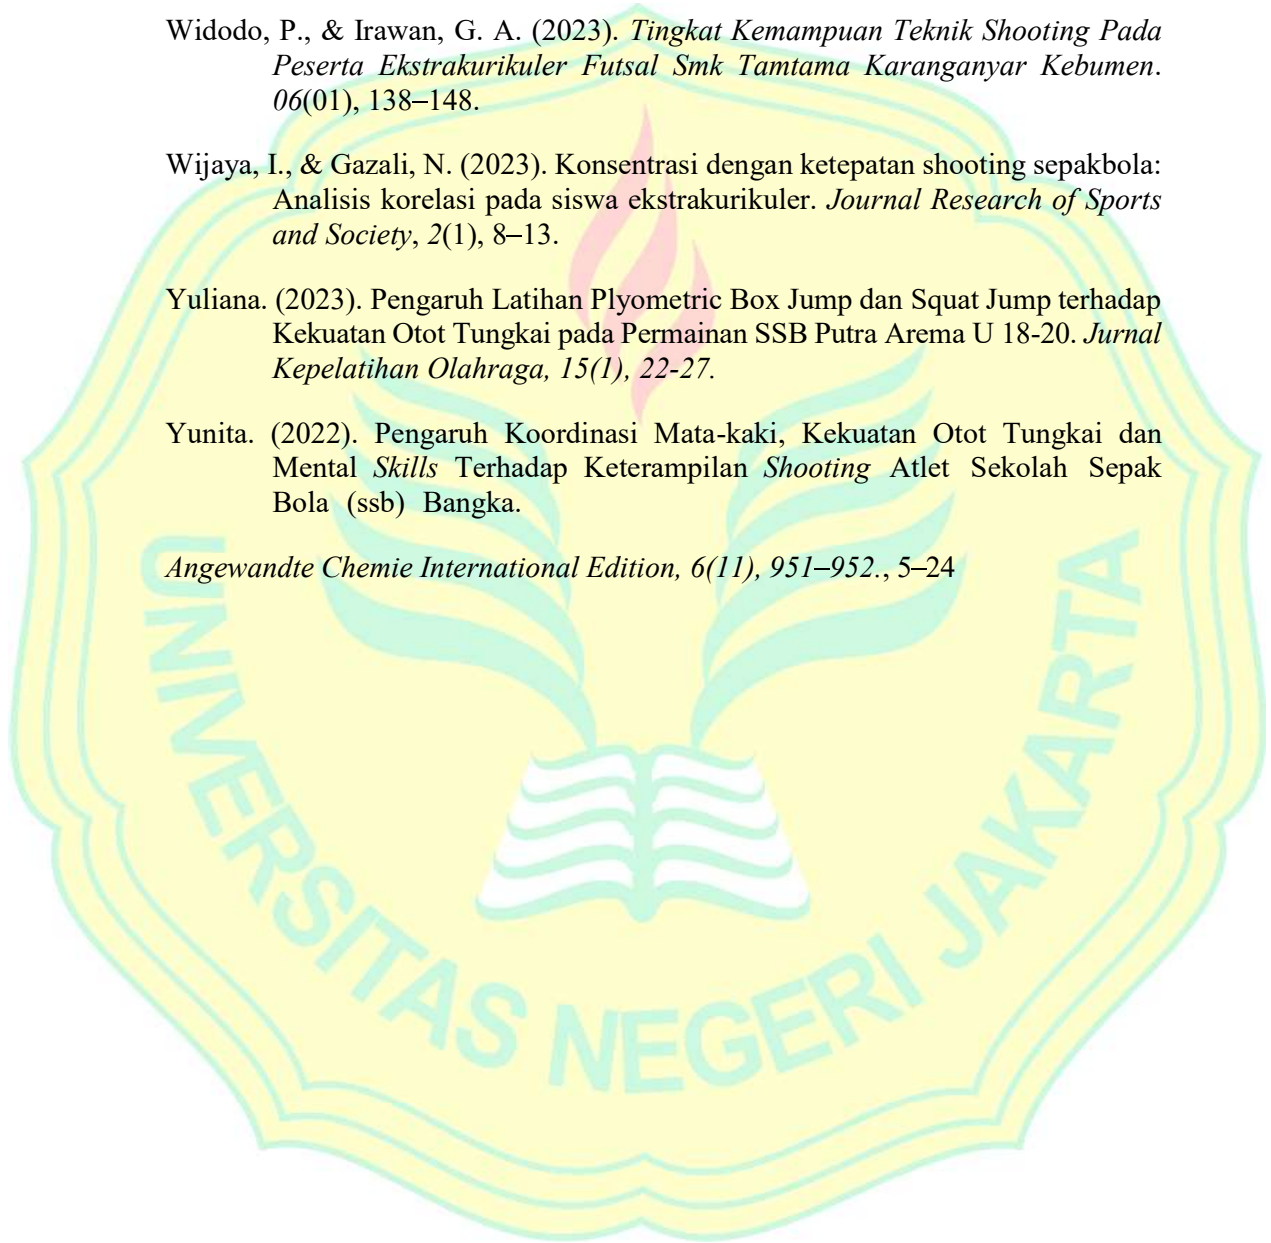 Widodo, P., & Irawan, G. A. (2023). Tingkat Kemampuan Teknik Shooting Pada
Peserta Ekstrakurikuler Futsal Smk Tamtama Karanganyar Kebumen.
06(01), 138–148.
Wijaya, I., & Gazali, N. (2023). Konsentrasi dengan ketepatan shooting sepakbola:
Analisis korelasi pada siswa ekstrakurikuler. Journal Research of Sports
and Society, 2(1), 8–13.
Yuliana. (2023). Pengaruh Latihan Plyometric Box Jump dan Squat Jump terhadap
Kekuatan Otot Tungkai pada Permainan SSB Putra Arema U 18-20. Jurnal
Kepelatihan Olahraga, 15(1), 22-27.
Yunita. (2022). Pengaruh Koordinasi Mata-kaki, Kekuatan Otot Tungkai dan
Mental Skills Terhadap Keterampilan Shooting Atlet Sekolah Sepak
Bola (ssb) Bangka.
Angewandte Chemie International Edition, 6(11), 951–952., 5–24
UNIVERSITAS NEGERI JAKARTA